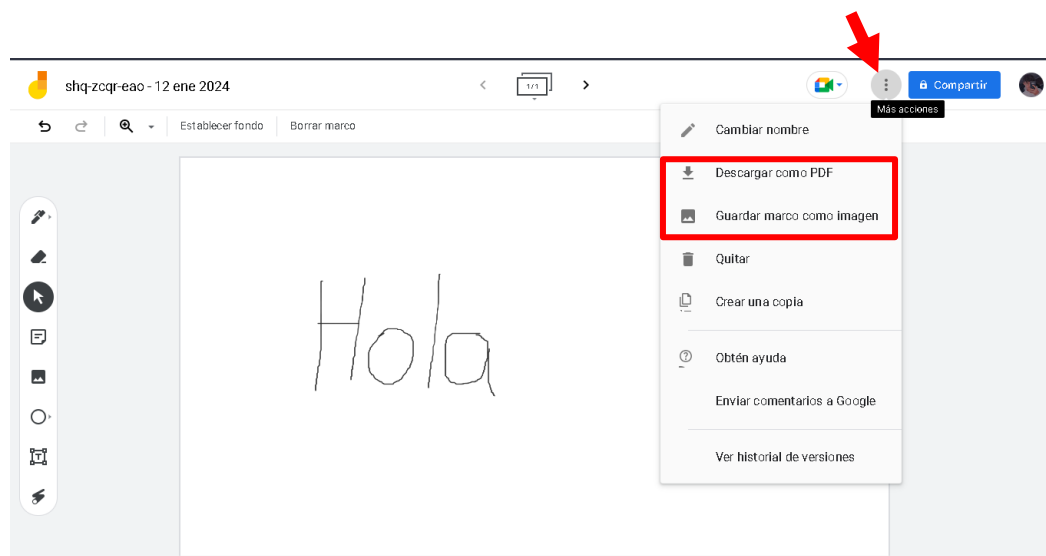 shq-zcqr-eao - 12 ene 2024
1/1
Compartir
Más acciones
Establecer fondo
Borrar marco
Cambiar nombre
Descargar como PDF
Guardar marco como imagen
Quitar
Crear una copia
Obtén ayuda
Enviar comentarios a Google
Ver historial de versiones
Hola
T